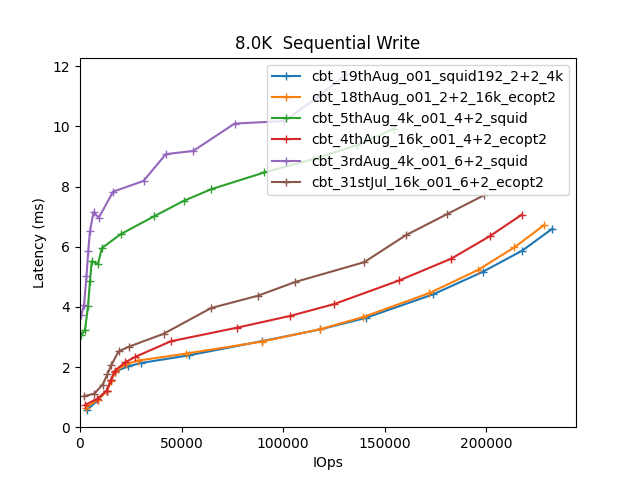 8.0K  Sequential Write
cbt_19thAug_o01_squid192_2+2_4k
cbt_18thAug_o01_2+2_16k_ecopt2
cbt_5thAug_4k_o01_4+2_squid
cbt_4thAug_16k_o01_4+2_ecopt2
cbt_3rdAug_4k_o01_6+2_squid
cbt_31stJul_16k_o01_6+2_ecopt2
Latency (ms)
12
10
8
6
4
2
0
0 50000 100000 150000 200000
IOps